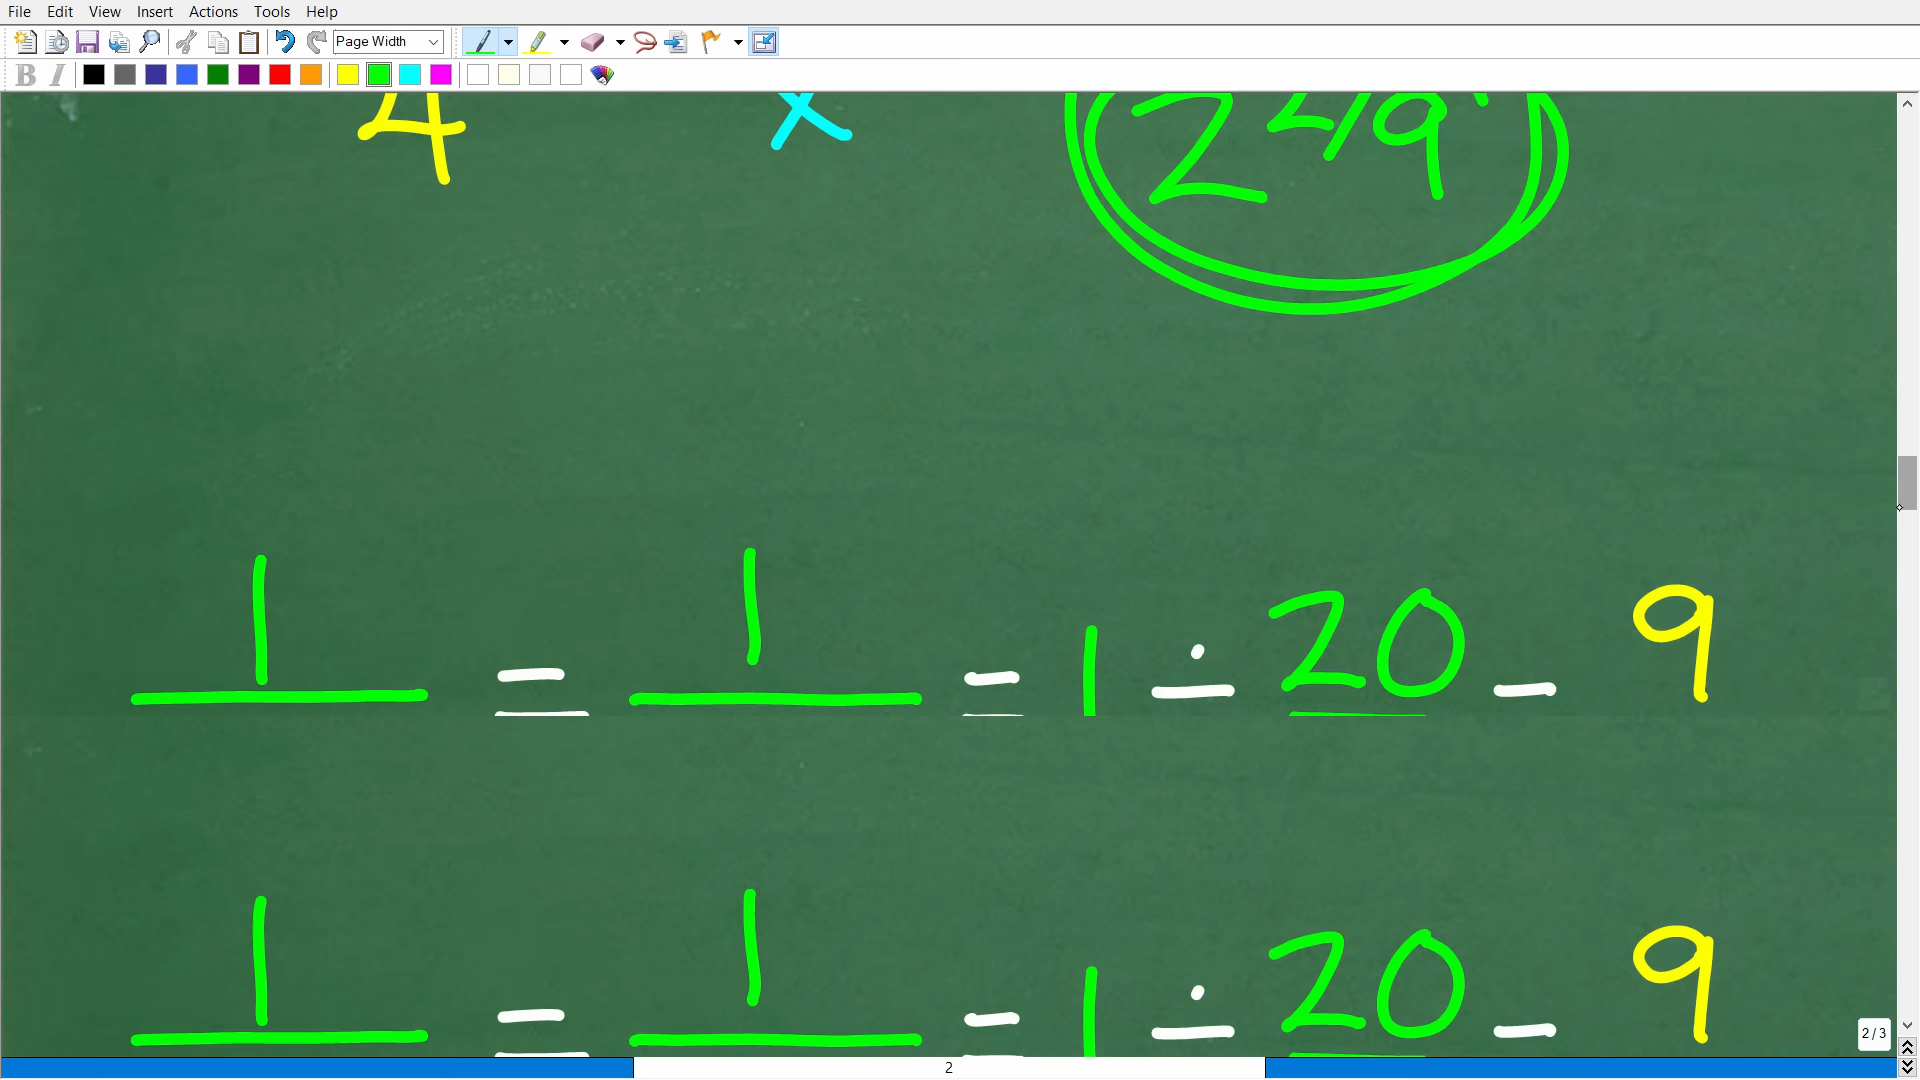 File Edit View Insert Actions Tools Help
Page Width
B I
4 x 2 2/9
1 = 1 = 1 ÷ 20 = 9
1 = 1 = 1 ÷ 20 = 9
2 / 3
2